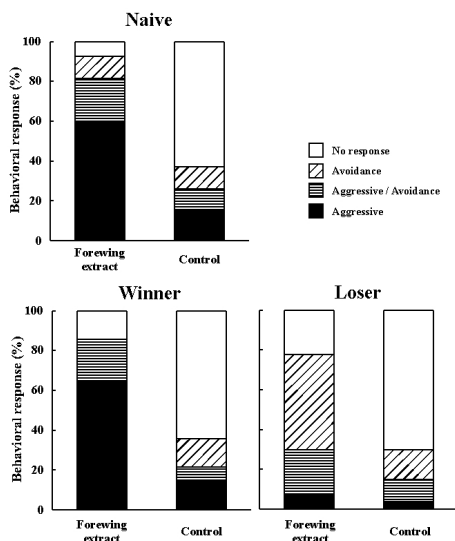 Naive
Behavioral response (%)
100
80
60
40
20
0
Forewing
extract
Control
No response
Avoidance
Aggressive / Avoidance
Aggressive
Winner
Loser
Behavioral response (%)
100
80
60
40
20
0
Forewing
extract
Control
Forewing
extract
Control